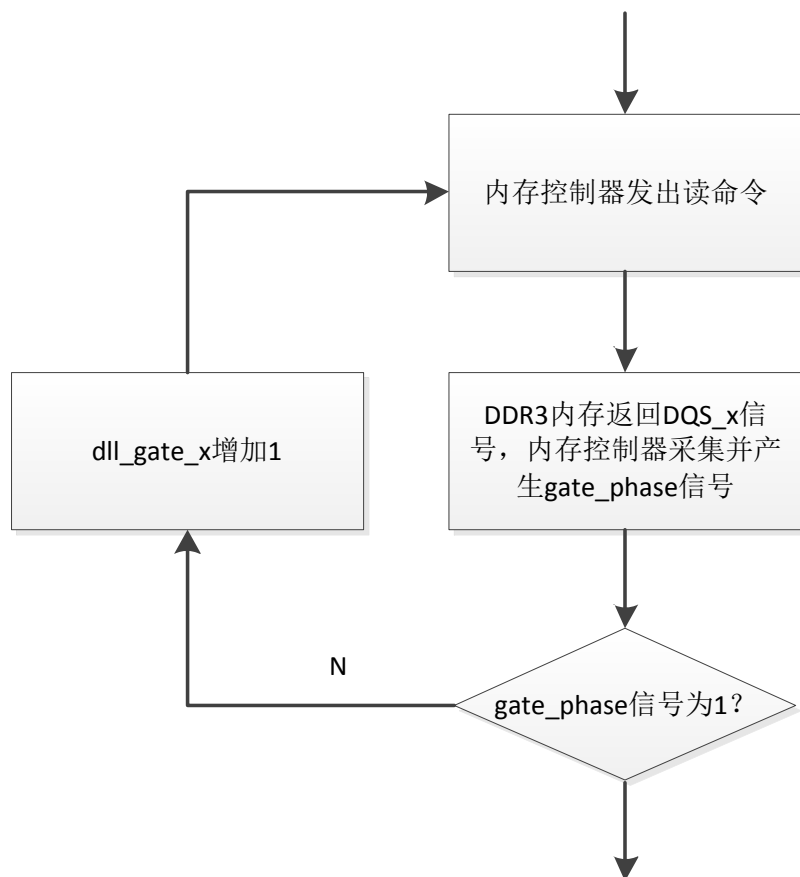 内存控制器发出读命令
dll_gate_x增加1
DDR3内存返回DQS_x信
号，内存控制器采集并产
生gate_phase信号
N
gate_phase信号为1？